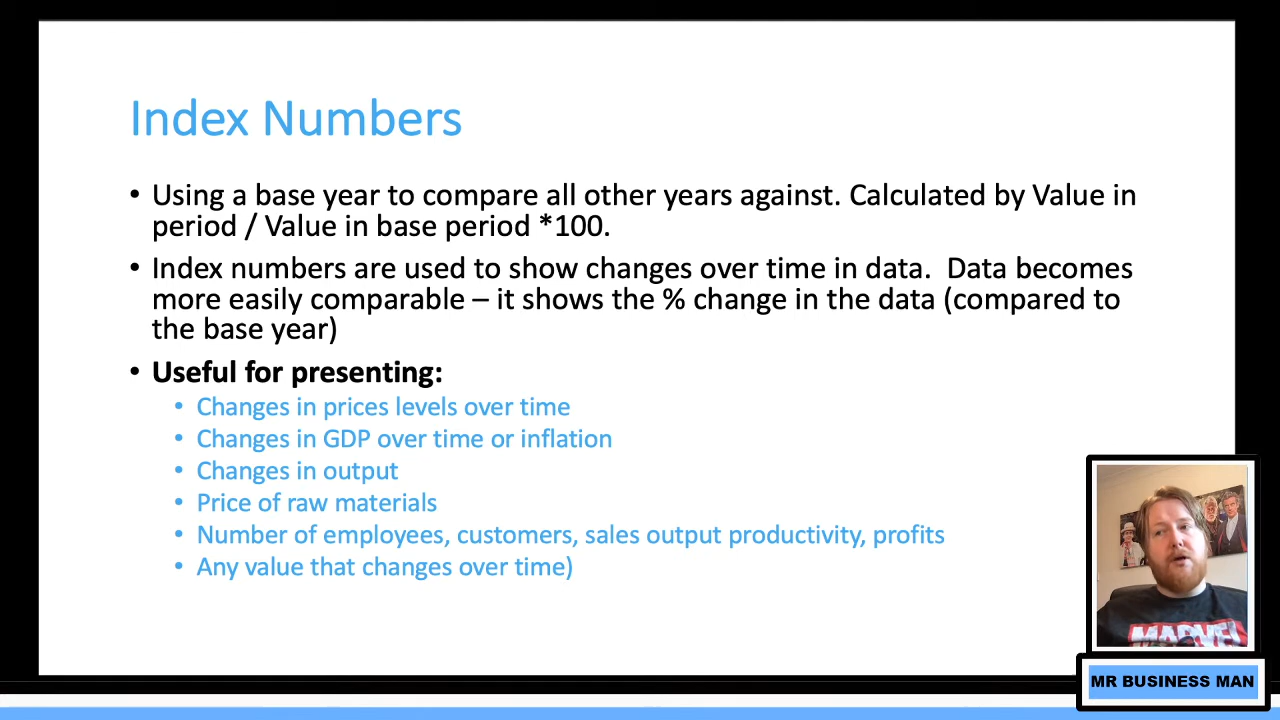 Index Numbers
• Using a base year to compare all other years against. Calculated by Value in
period / Value in base period *100.
• Index numbers are used to show changes over time in data.  Data becomes
more easily comparable – it shows the % change in the data (compared to
the base year)
• Useful for presenting:
• Changes in prices levels over time
• Changes in GDP over time or inflation
• Changes in output
• Price of raw materials
• Number of employees, customers, sales output productivity, profits
• Any value that changes over time)
MARVEL
MR BUSINESS MAN